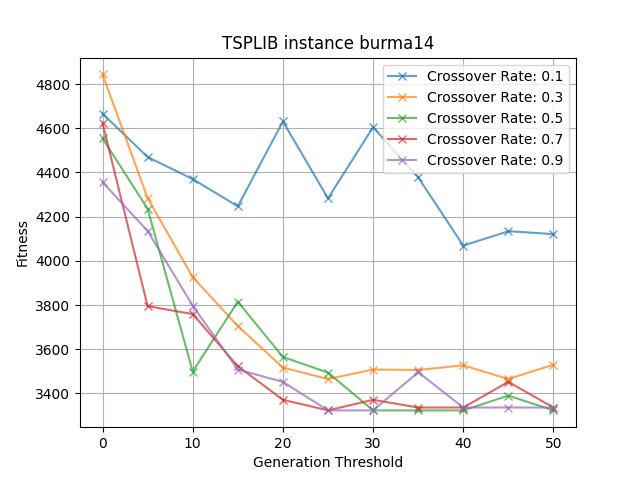 TSPLIB instance burma14
Crossover Rate: 0.1
Crossover Rate: 0.3
Crossover Rate: 0.5
Crossover Rate: 0.7
Crossover Rate: 0.9
4800
4600
4400
4200
4000
3800
3600
3400
Fitness
0
10
20
30
40
50
Generation Threshold